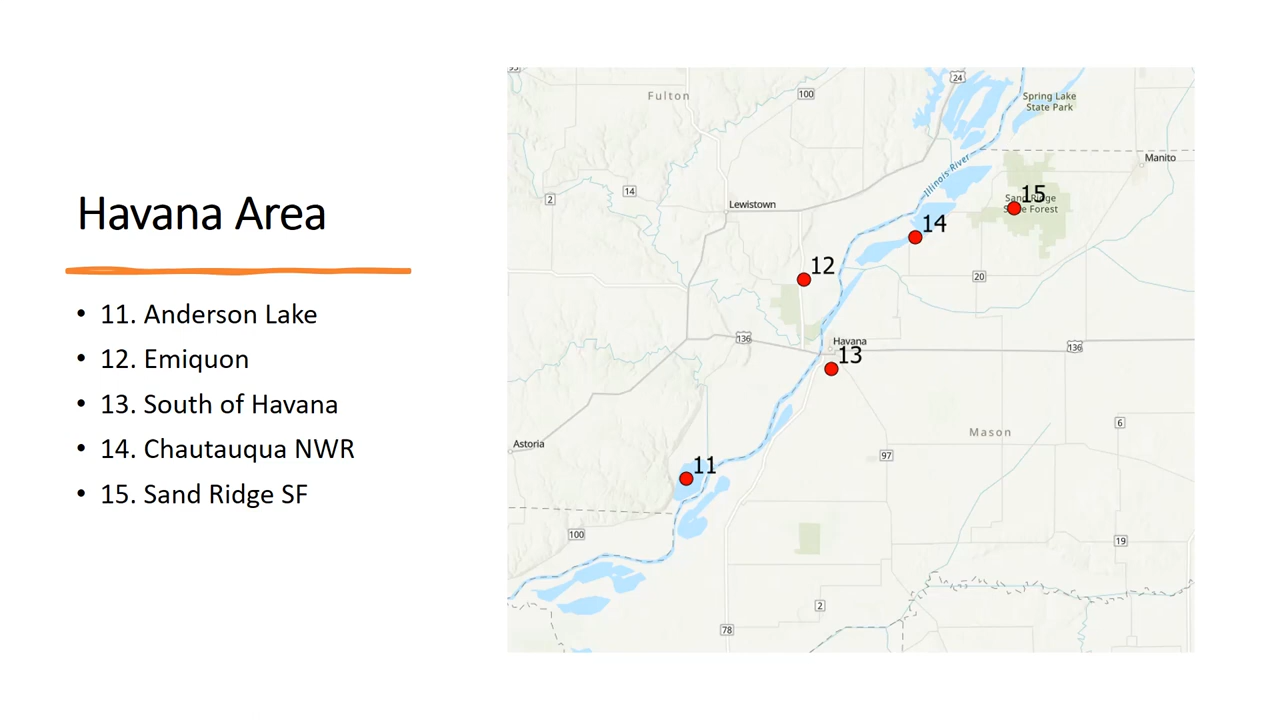 Havana Area
• 11. Anderson Lake
• 12. Emiquon
• 13. South of Havana
• 14. Chautauqua NWR
• 15. Sand Ridge SF
24
Fulton
100
Spring Lake
State Park
Illinois River
Manito
14
2
Lewistown
15
Sand Ridge
State Forest
14
12
20
136
Havana
136
13
6
Mason
Astoria
97
11
100
19
2
78